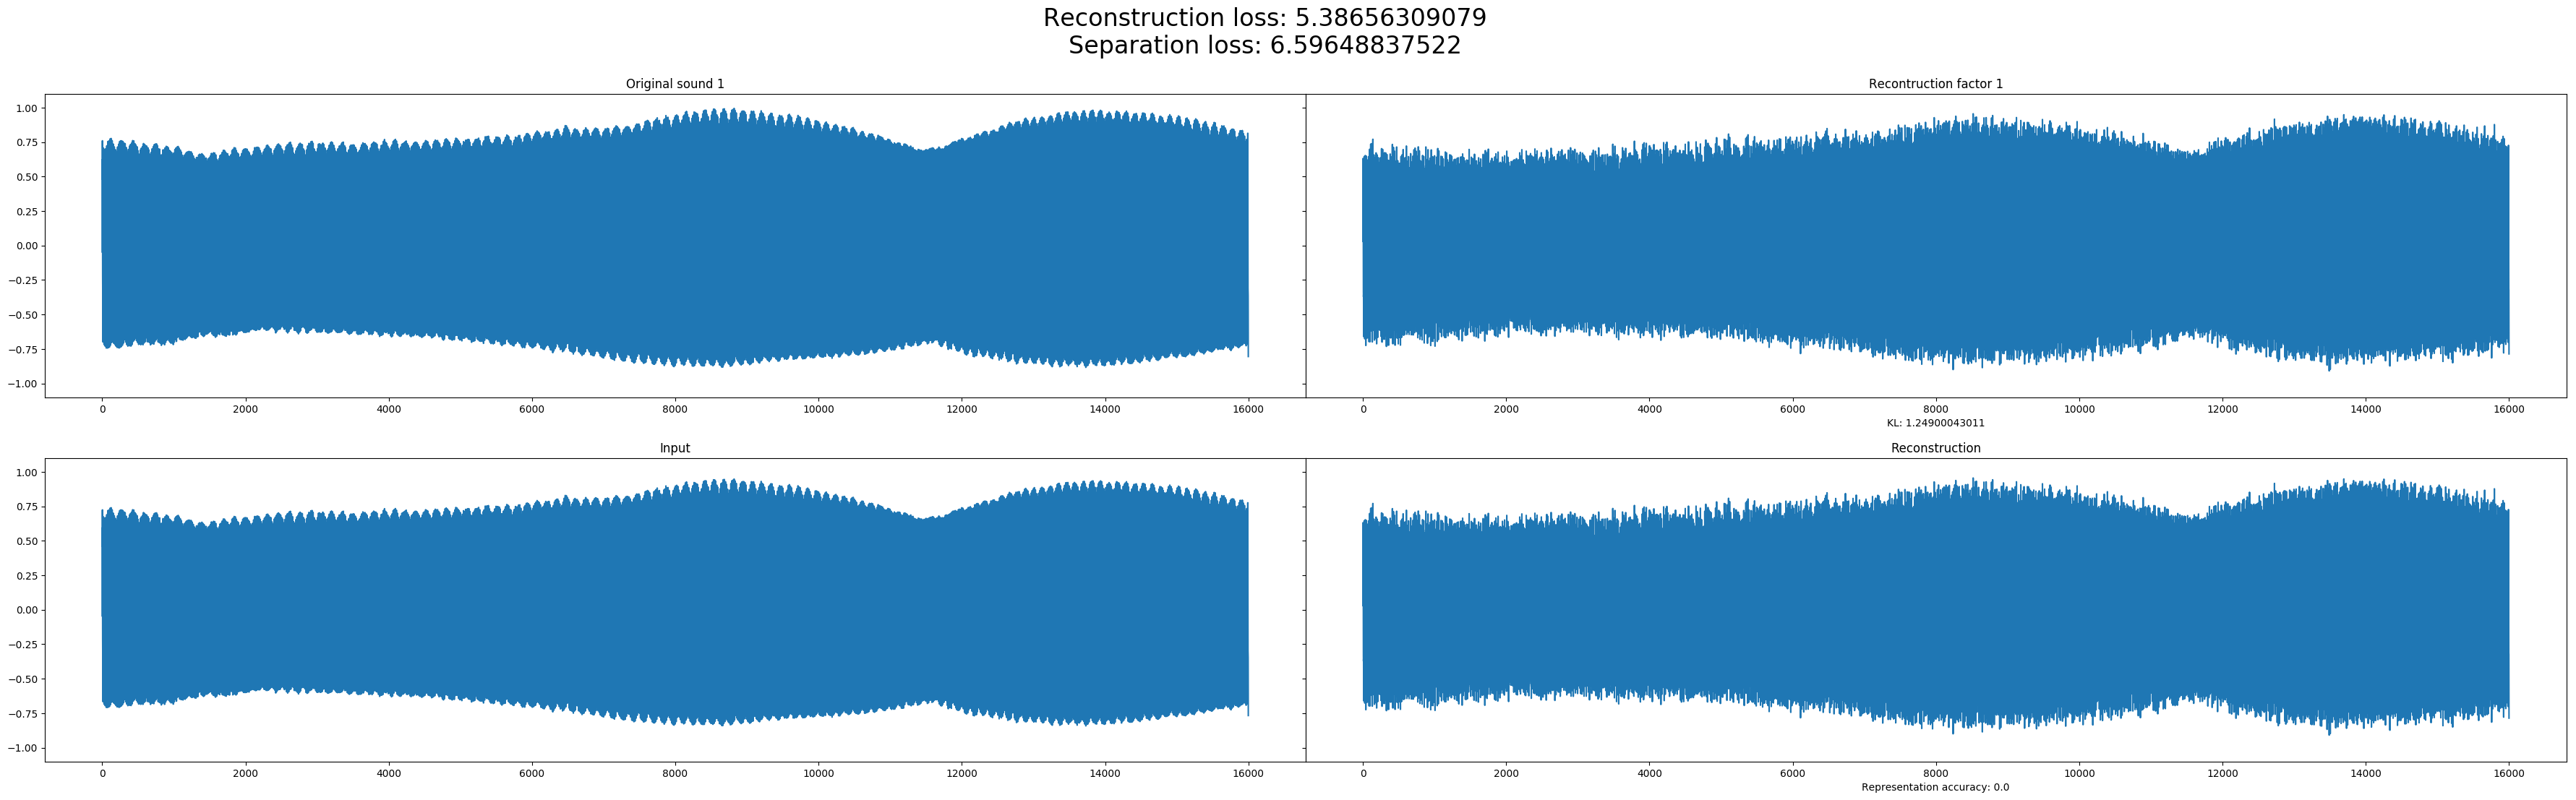 Reconstruction loss: 5.38656309079
Separation loss: 6.59648837522
Original sound 1
Recontruction factor 1
1.00
0.75
0.50
0.25
0.00
−0.25
−0.50
−0.75
−1.00
0 2000 4000 6000 8000 10000 12000 14000 16000
0 2000 4000 6000 8000 10000 12000 14000 16000
KL: 1.24900043011
Input
Reconstruction
1.00
0.75
0.50
0.25
0.00
−0.25
−0.50
−0.75
−1.00
0 2000 4000 6000 8000 10000 12000 14000 16000
0 2000 4000 6000 8000 10000 12000 14000 16000
Representation accuracy: 0.0